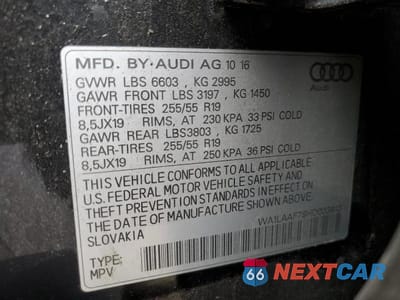 MFD. BY·AUDI AG 10 16
GVWR LBS 6603 , KG 2995
GAWR FRONT LBS 3197 , KG 1450
FRONT-TIRES 255/55 R19
8,5JX19 RIMS, AT 230 KPA 33 PSI COLD
GAWR REAR LBS3803 , KG 1725
REAR-TIRES 255/55 R19
8,5JX19 RIMS, AT 250 KPA 36 PSI COLD
THIS VEHICLE CONFORMS TO ALL APPLICABLE
U.S. FEDERAL MOTOR VEHICLE SAFETY AND
THEFT PREVENTION STANDARDS IN EFFECT ON
THE DATE OF MANUFACTURE SHOWN ABOVE
SLOVAKIA
TYPE:
MPV
Audi
66 NEXTCAR